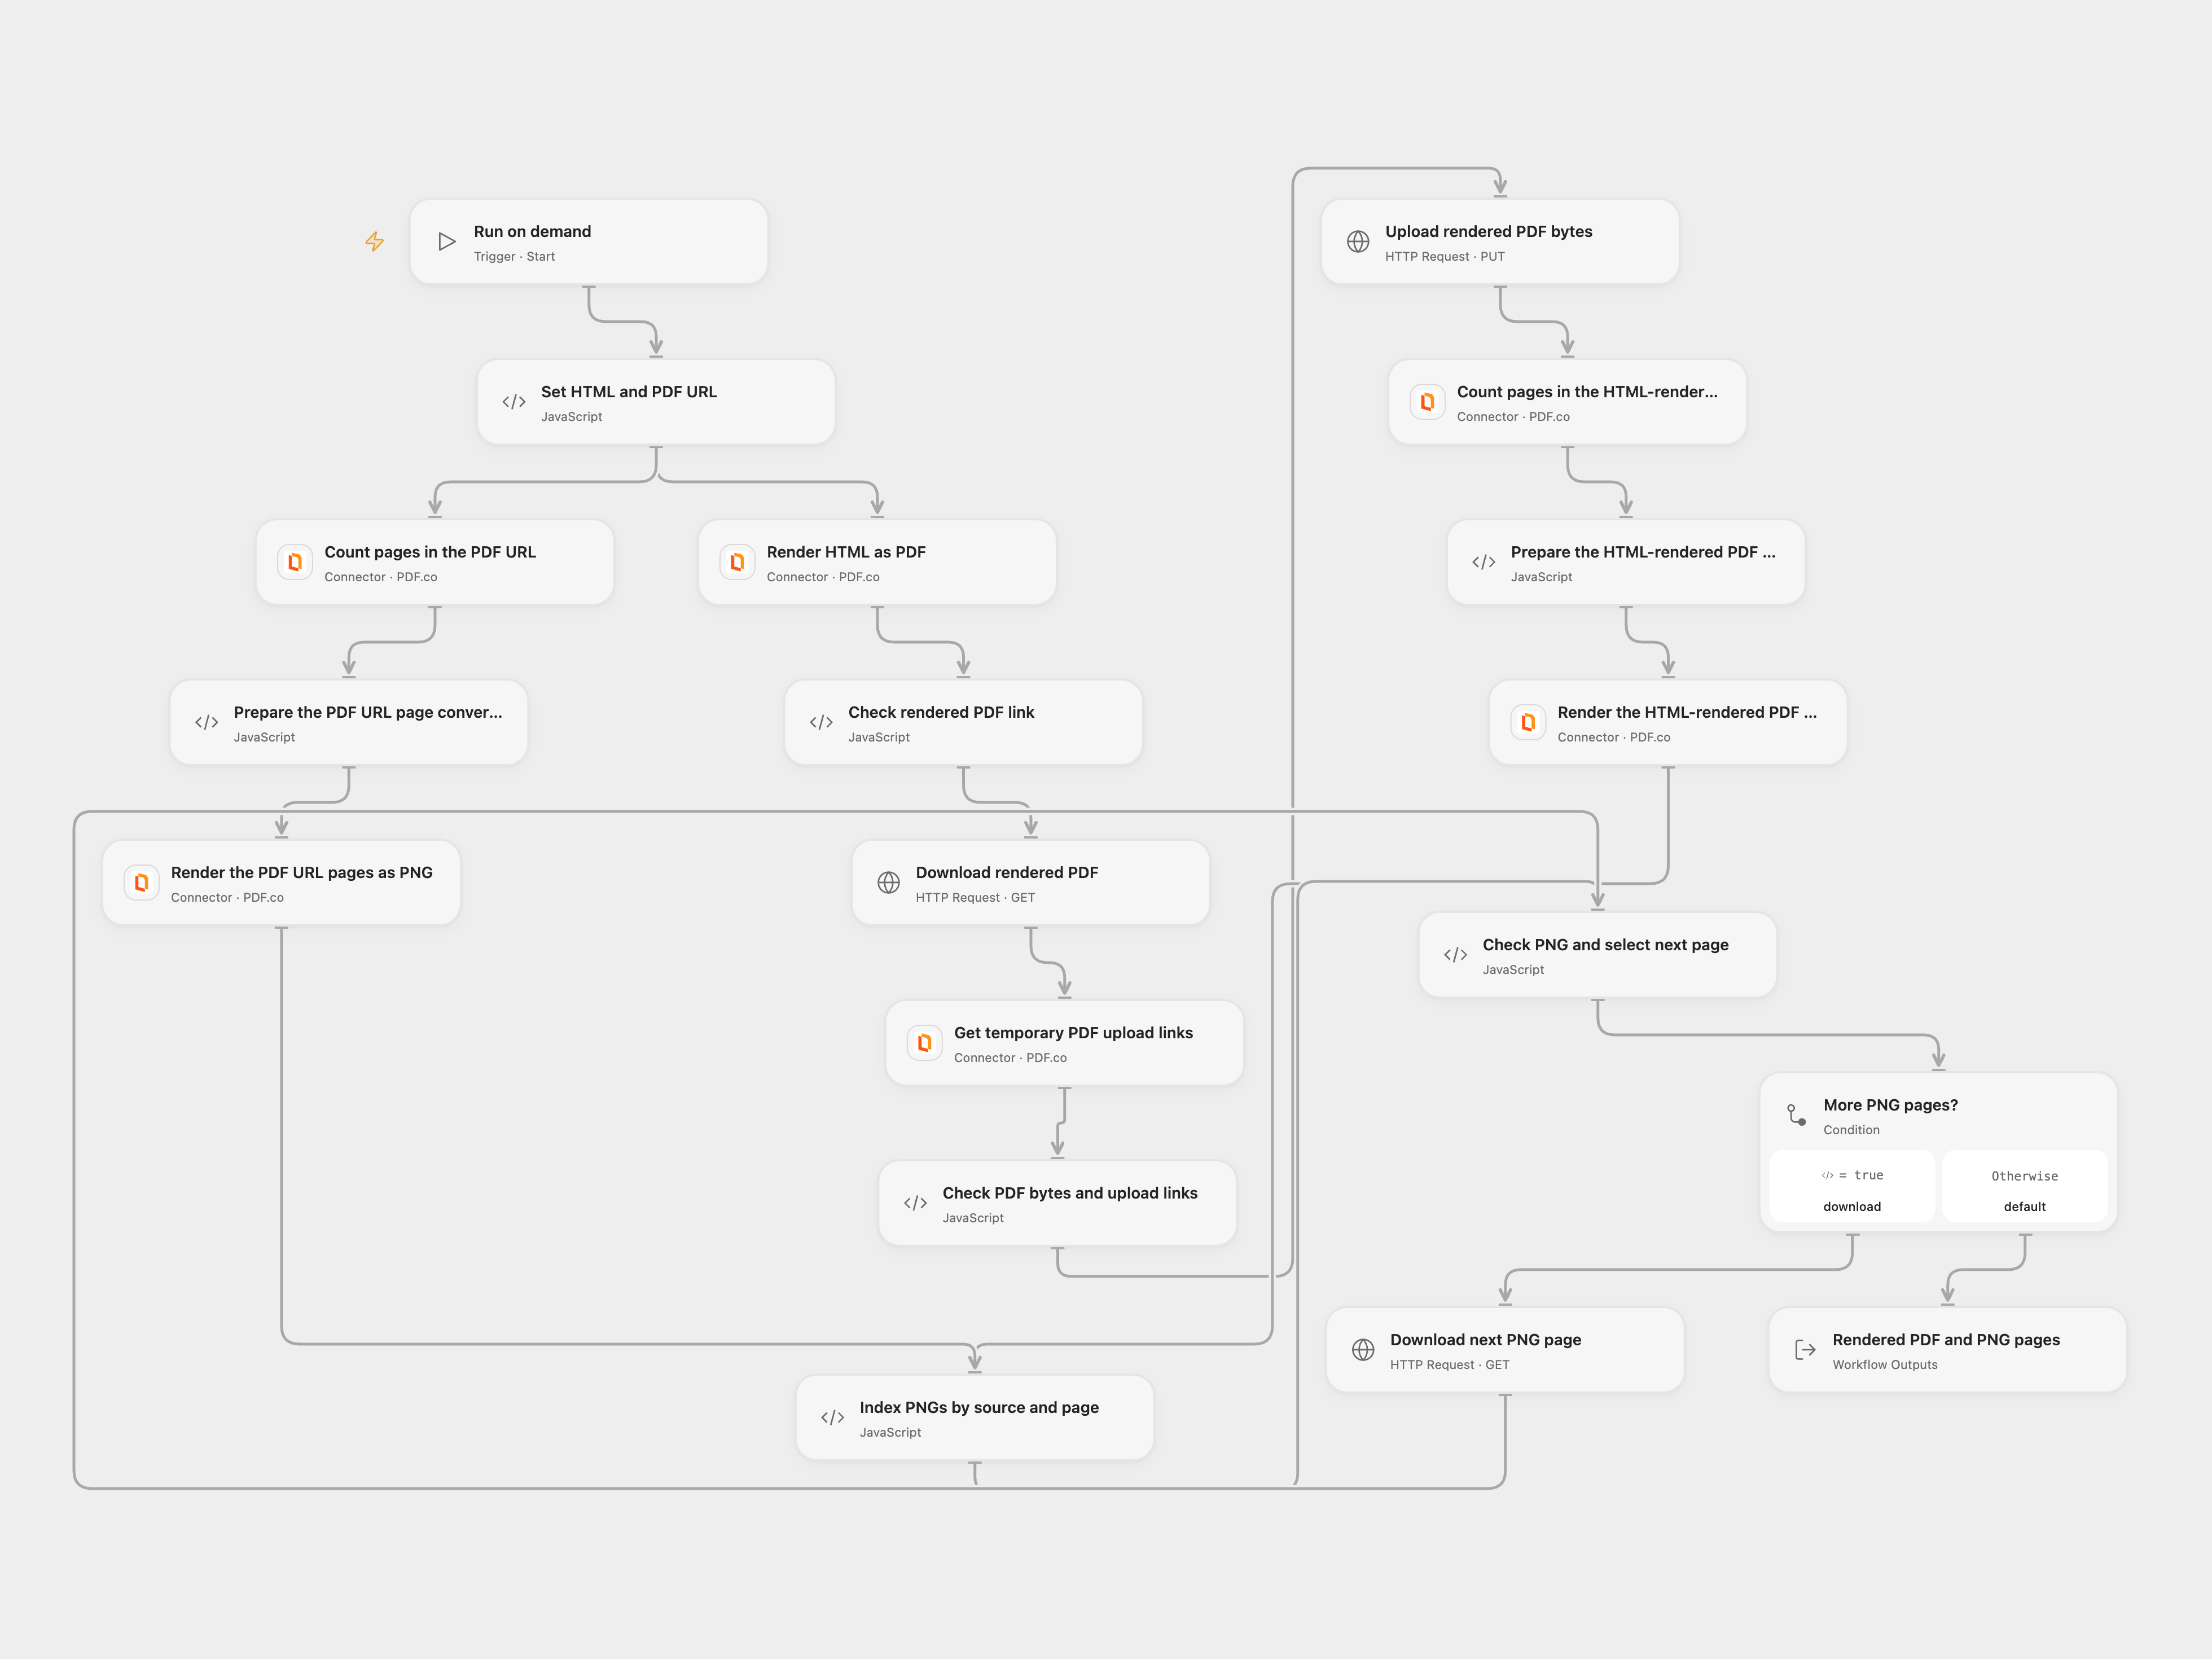 Run on demand
Trigger · Start
Set HTML and PDF URL
JavaScript
Count pages in the PDF URL
Connector · PDF.co
Render HTML as PDF
Connector · PDF.co
Prepare the PDF URL page conver...
JavaScript
Check rendered PDF link
JavaScript
Render the PDF URL pages as PNG
Connector · PDF.co
Download rendered PDF
HTTP Request · GET
Get temporary PDF upload links
Connector · PDF.co
Check PDF bytes and upload links
JavaScript
Index PNGs by source and page
JavaScript
Upload rendered PDF bytes
HTTP Request · PUT
Count pages in the HTML-render...
Connector · PDF.co
Prepare the HTML-rendered PDF ...
JavaScript
Render the HTML-rendered PDF ...
Connector · PDF.co
Check PNG and select next page
JavaScript
More PNG pages?
Condition
</> = true
download
Otherwise
default
Download next PNG page
HTTP Request · GET
Rendered PDF and PNG pages
Workflow Outputs